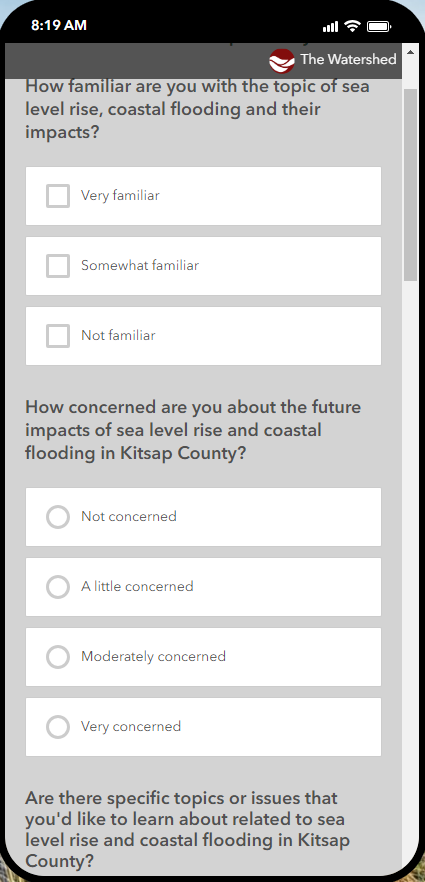 8:19 AM
The Watershed
How familiar are you with the topic of sea
level rise, coastal flooding and their
impacts?
Very familiar
Somewhat familiar
Not familiar
How concerned are you about the future
impacts of sea level rise and coastal
flooding in Kitsap County?
Not concerned
A little concerned
Moderately concerned
Very concerned
Are there specific topics or issues that
you'd like to learn about related to sea
level rise and coastal flooding in Kitsap
County?